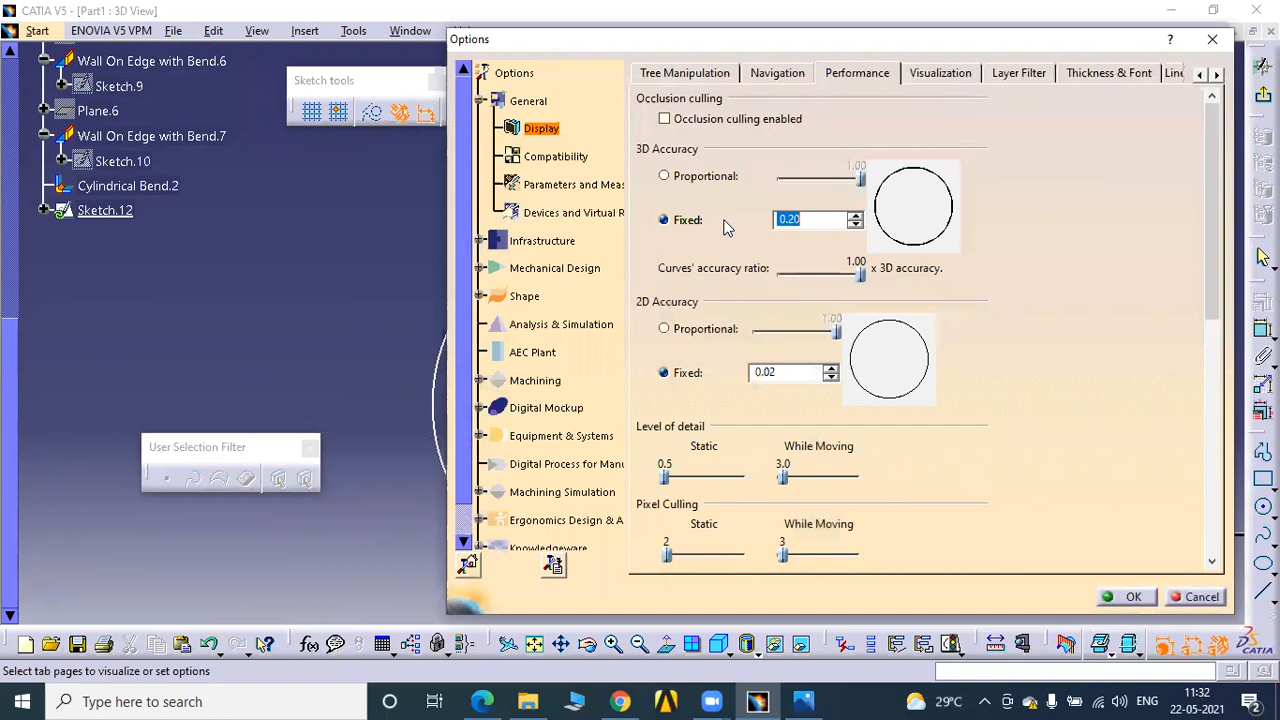 CATIA V5 - [Part1 : 3D View]
Start ENOVIA V5 VPM File Edit View Insert Tools Window
Wall On Edge with Bend.6
Sketch.9
Plane.6
Wall On Edge with Bend.7
Sketch.10
Cylindrical Bend.2
Sketch.12
Sketch tools
User Selection Filter
Options
?
Options
General
Display
Compatibility
Parameters and Meas
Devices and Virtual R
Infrastructure
Mechanical Design
Shape
Analysis & Simulation
AEC Plant
Machining
Digital Mockup
Equipment & Systems
Digital Process for Manu
Machining Simulation
Ergonomics Design & A
Knowledgeware
Tree Manipulation Navigation Performance Visualization Layer Filter Thickness & Font Line
Occlusion culling
Occlusion culling enabled
3D Accuracy
1.00
Proportional:
Fixed: 0.20
1.00
Curves' accuracy ratio: x 3D accuracy.
2D Accuracy
1.00
Proportional:
Fixed: 0.02
Level of detail
Static While Moving
0.5 3.0
Pixel Culling
Static While Moving
2 3
OK Cancel
f(x)
CATIA
Select tab pages to visualize or set options
Type here to search
29°C
ENG
11:32
22-05-2021
2